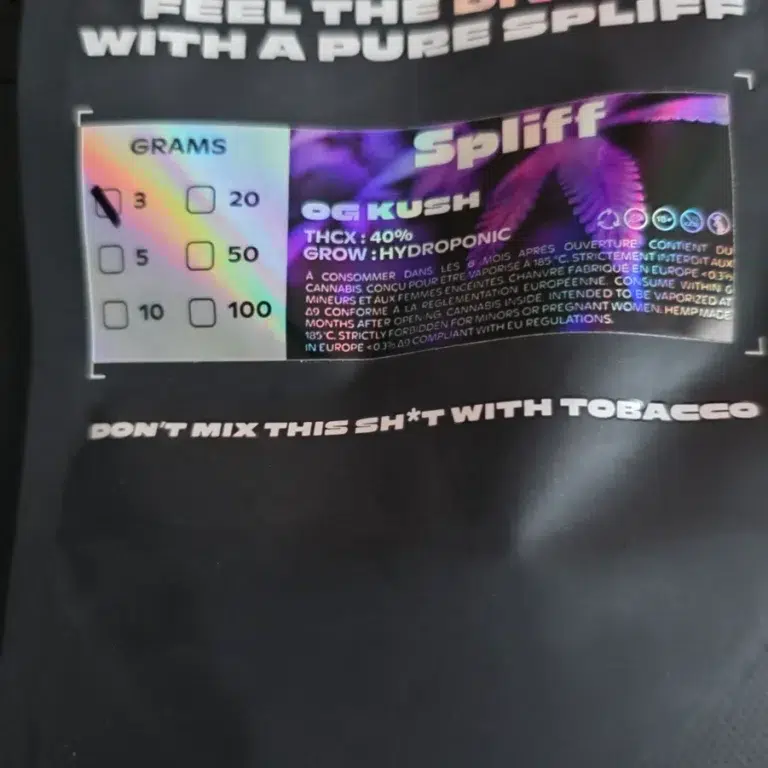 FEEL THE
WITH A PURE SPLIFF
GRAMS
3
20
5
50
10
100
Spliff
OG KUSH
THCX : 40%
GROW : HYDROPONIC
18+
À CONSOMMER DANS LES 6 MOIS APRÈS OUVERTURE. CONTIENT DU
CANNABIS CONÇU POUR ÊTRE VAPORISÉ À 185 °C. STRICTEMENT INTERDIT AUX
MINEURS ET AUX FEMMES ENCEINTES. CHANVRE FABRIQUÉ EN EUROPE <0.3%
Δ9 CONFORME À LA RÉGLEMENTATION EUROPÉENNE. CONSUME WITHIN 6
MONTHS AFTER OPENING. CANNABIS INSIDE. INTENDED TO BE VAPORIZED AT
185°C. STRICTLY FORBIDDEN FOR MINORS OR PREGNANT WOMEN. HEMP MADE
IN EUROPE <0.3% Δ9 COMPLIANT WITH EU REGULATIONS.
DON'T MIX THIS SH*T WITH TOBACCO